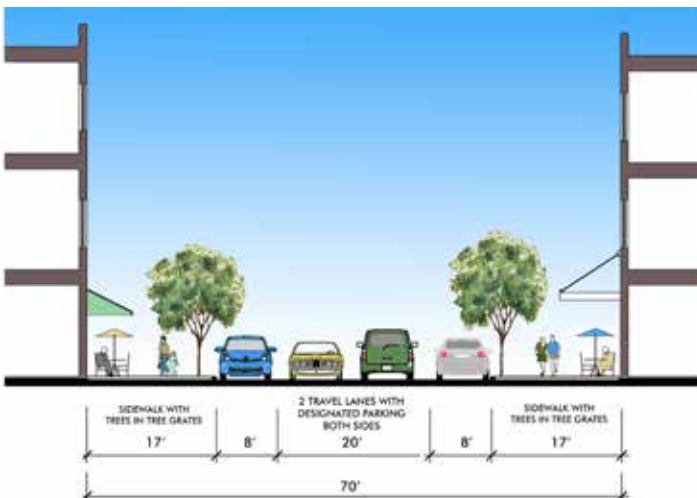 SIDEWALK WITH
TREES IN TREE GRATES
17'
8'
2 TRAVEL LANES WITH
DESIGNATED PARKING
BOTH SIDES
20'
8'
SIDEWALK WITH
TREES IN TREE GRATES
17'
70'